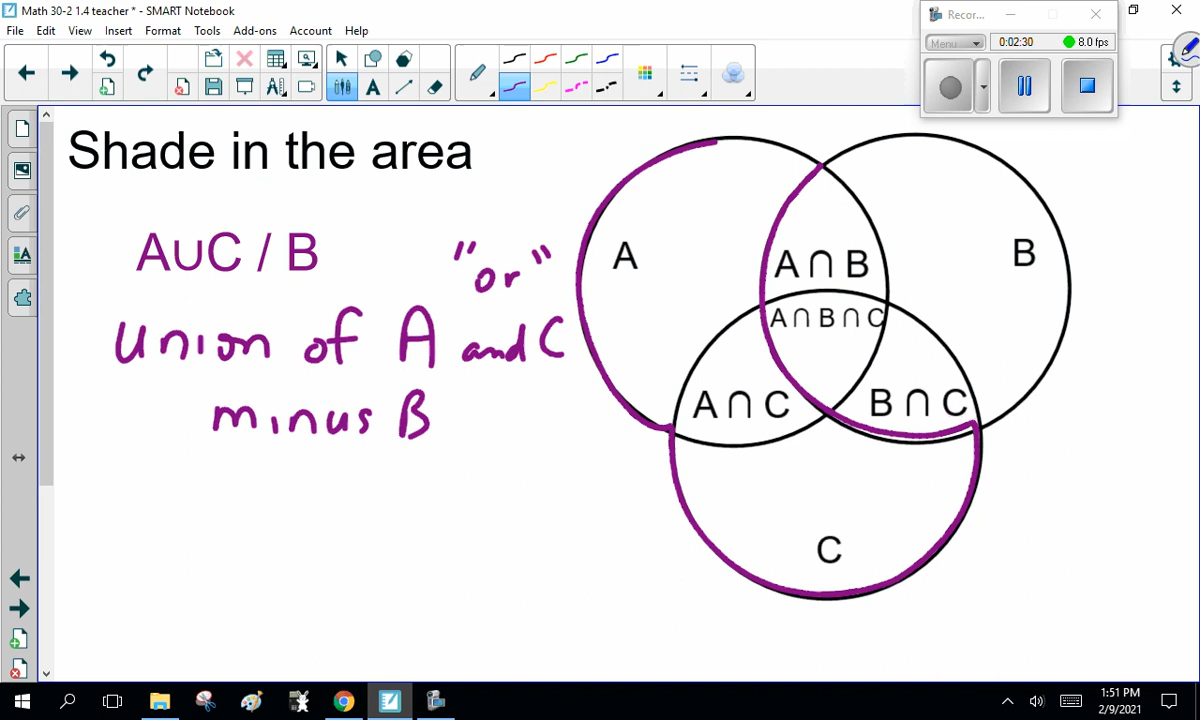 Math 30-2 1.4 teacher * - SMART Notebook
File Edit View Insert Format Tools Add-ons Account Help
Recor...
Menu
0:02:30
8.0 fps
Shade in the area
A∪C / B
"or"
Union of A and C
minus B
A
B
A ∩ B
A ∩ B ∩ C
A ∩ C
B ∩ C
C
1:51 PM
2/9/2021